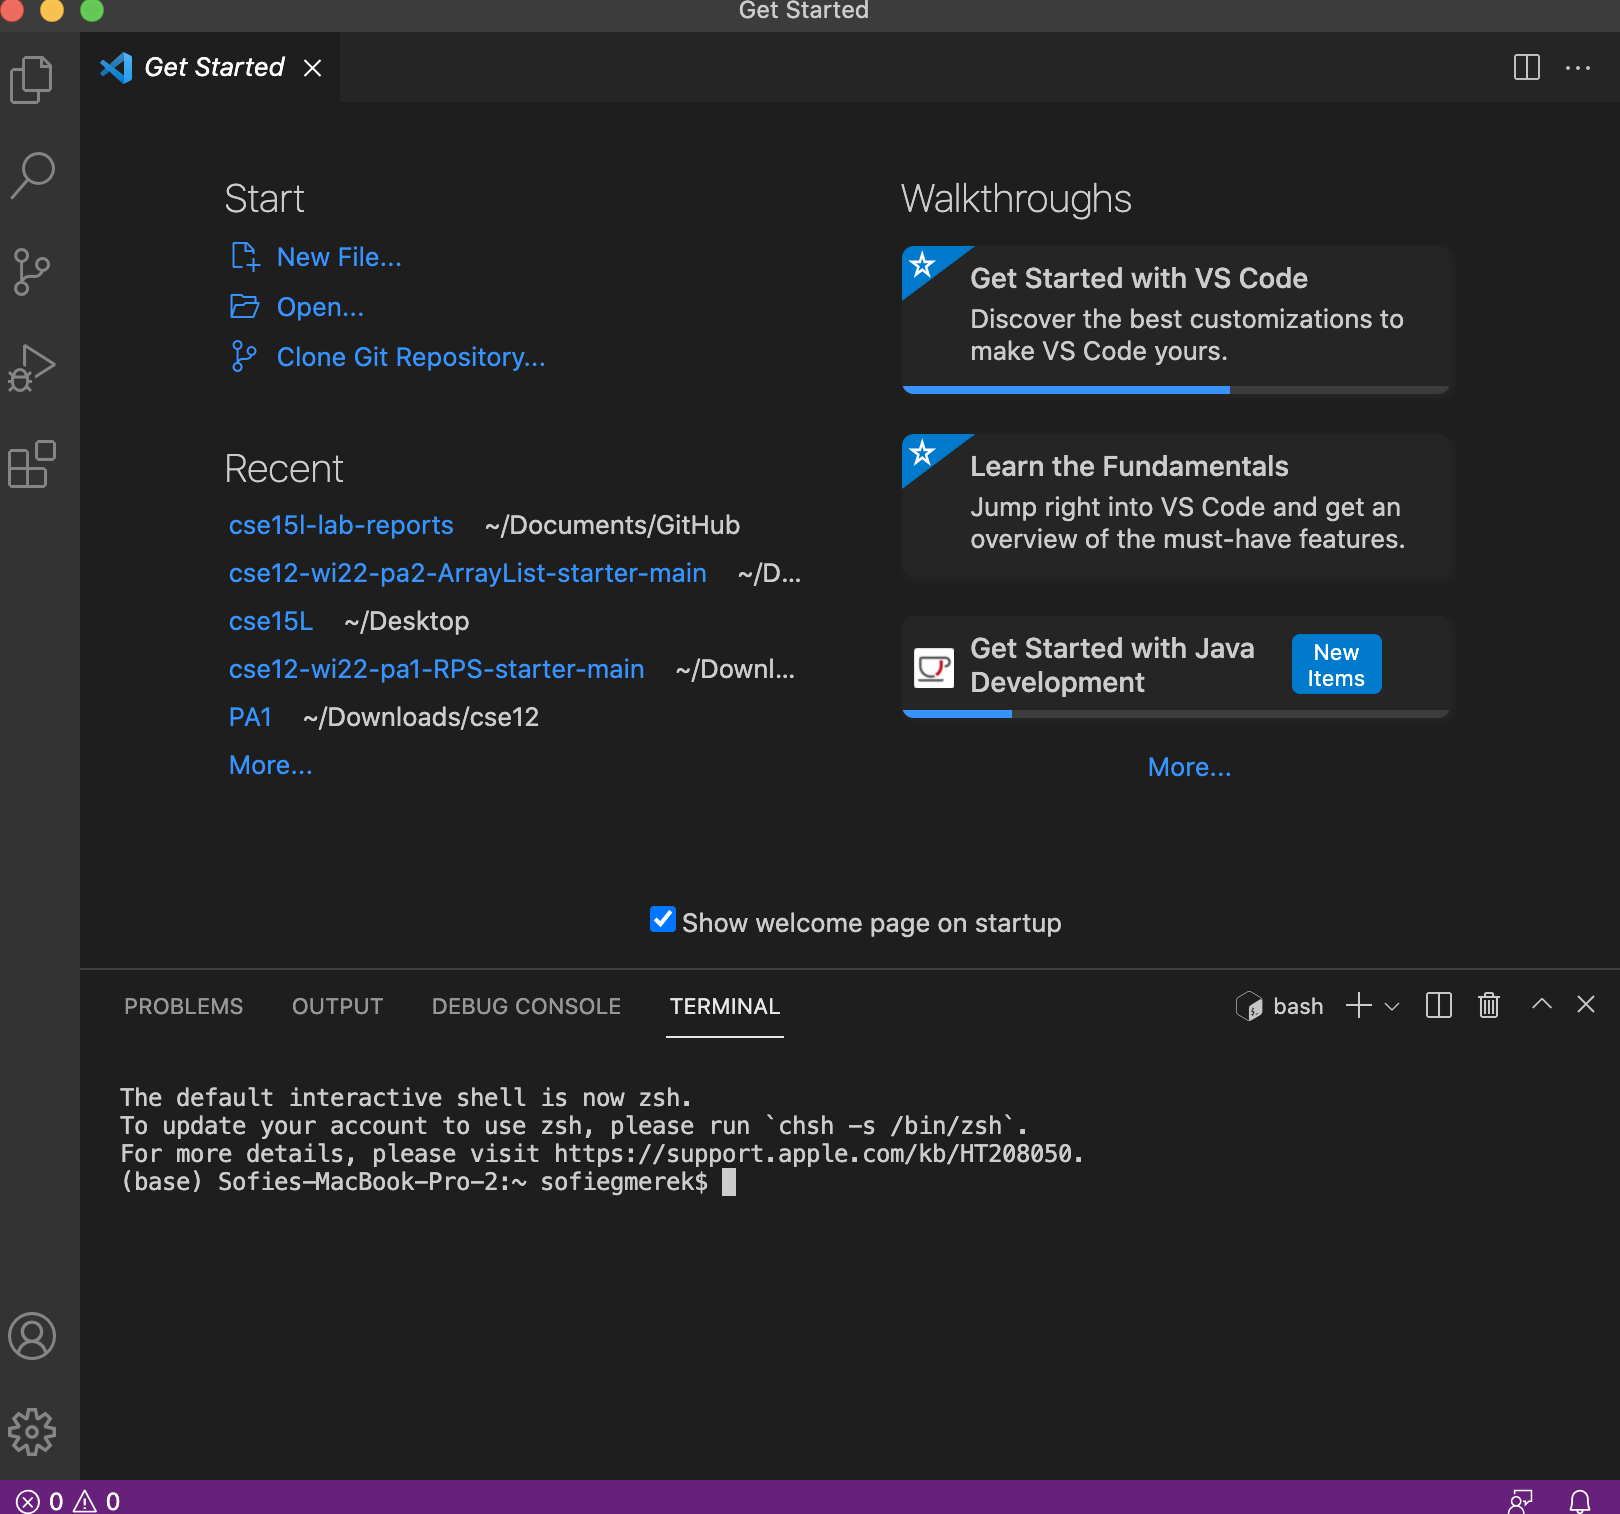 Get Started
Get Started
Start
New File...
Open...
Clone Git Repository...
Recent
cse15l-lab-reports ~/Documents/GitHub
cse12-wi22-pa2-ArrayList-starter-main ~/D...
cse15L ~/Desktop
cse12-wi22-pa1-RPS-starter-main ~/Downl...
PA1 ~/Downloads/cse12
More...
Walkthroughs
Get Started with VS Code
Discover the best customizations to
make VS Code yours.
Learn the Fundamentals
Jump right into VS Code and get an
overview of the must-have features.
Get Started with Java
Development
New
Items
More...
Show welcome page on startup
PROBLEMS OUTPUT DEBUG CONSOLE TERMINAL bash
The default interactive shell is now zsh.
To update your account to use zsh, please run `chsh -s /bin/zsh`.
For more details, please visit https://support.apple.com/kb/HT208050.
(base) Sofies-MacBook-Pro-2:~ sofiegmerek$
0 0